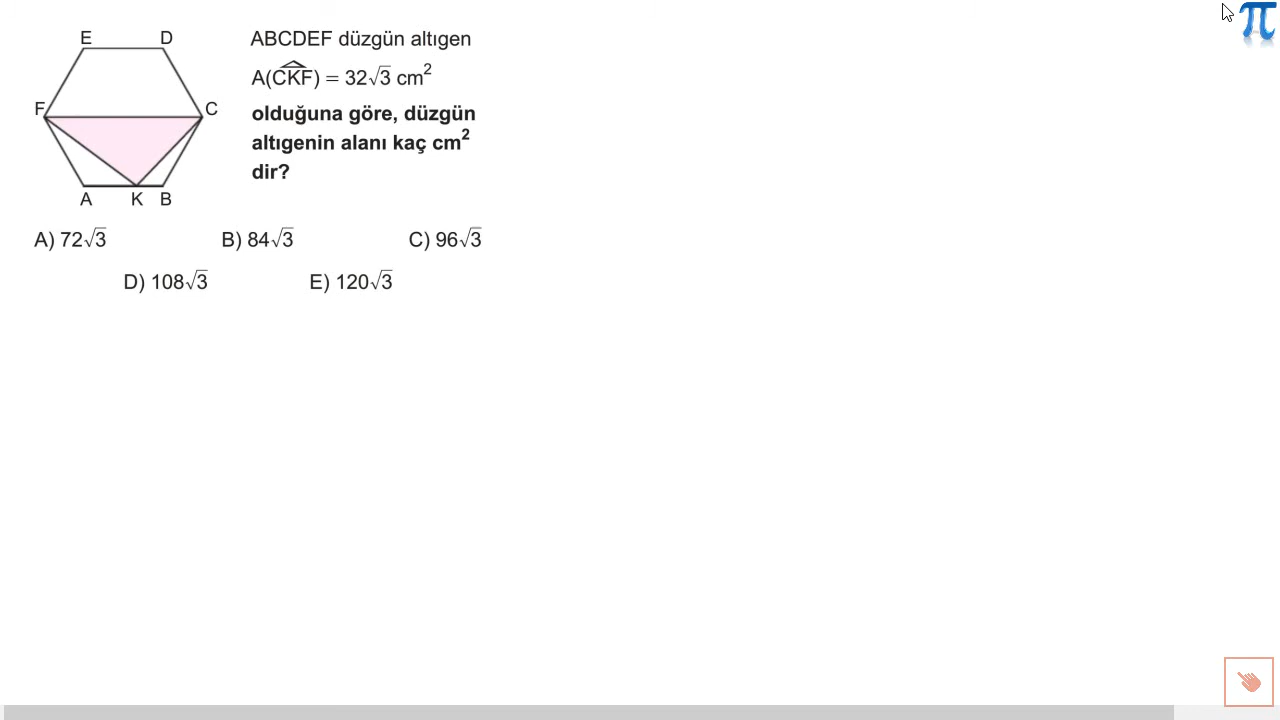 E D
F C
A K B
ABCDEF düzgün altıgen
A(CKF) = 32√3 cm²
olduğuna göre, düzgün
altıgenin alanı kaç cm²
dir?
A) 72√3 B) 84√3 C) 96√3
D) 108√3 E) 120√3
π